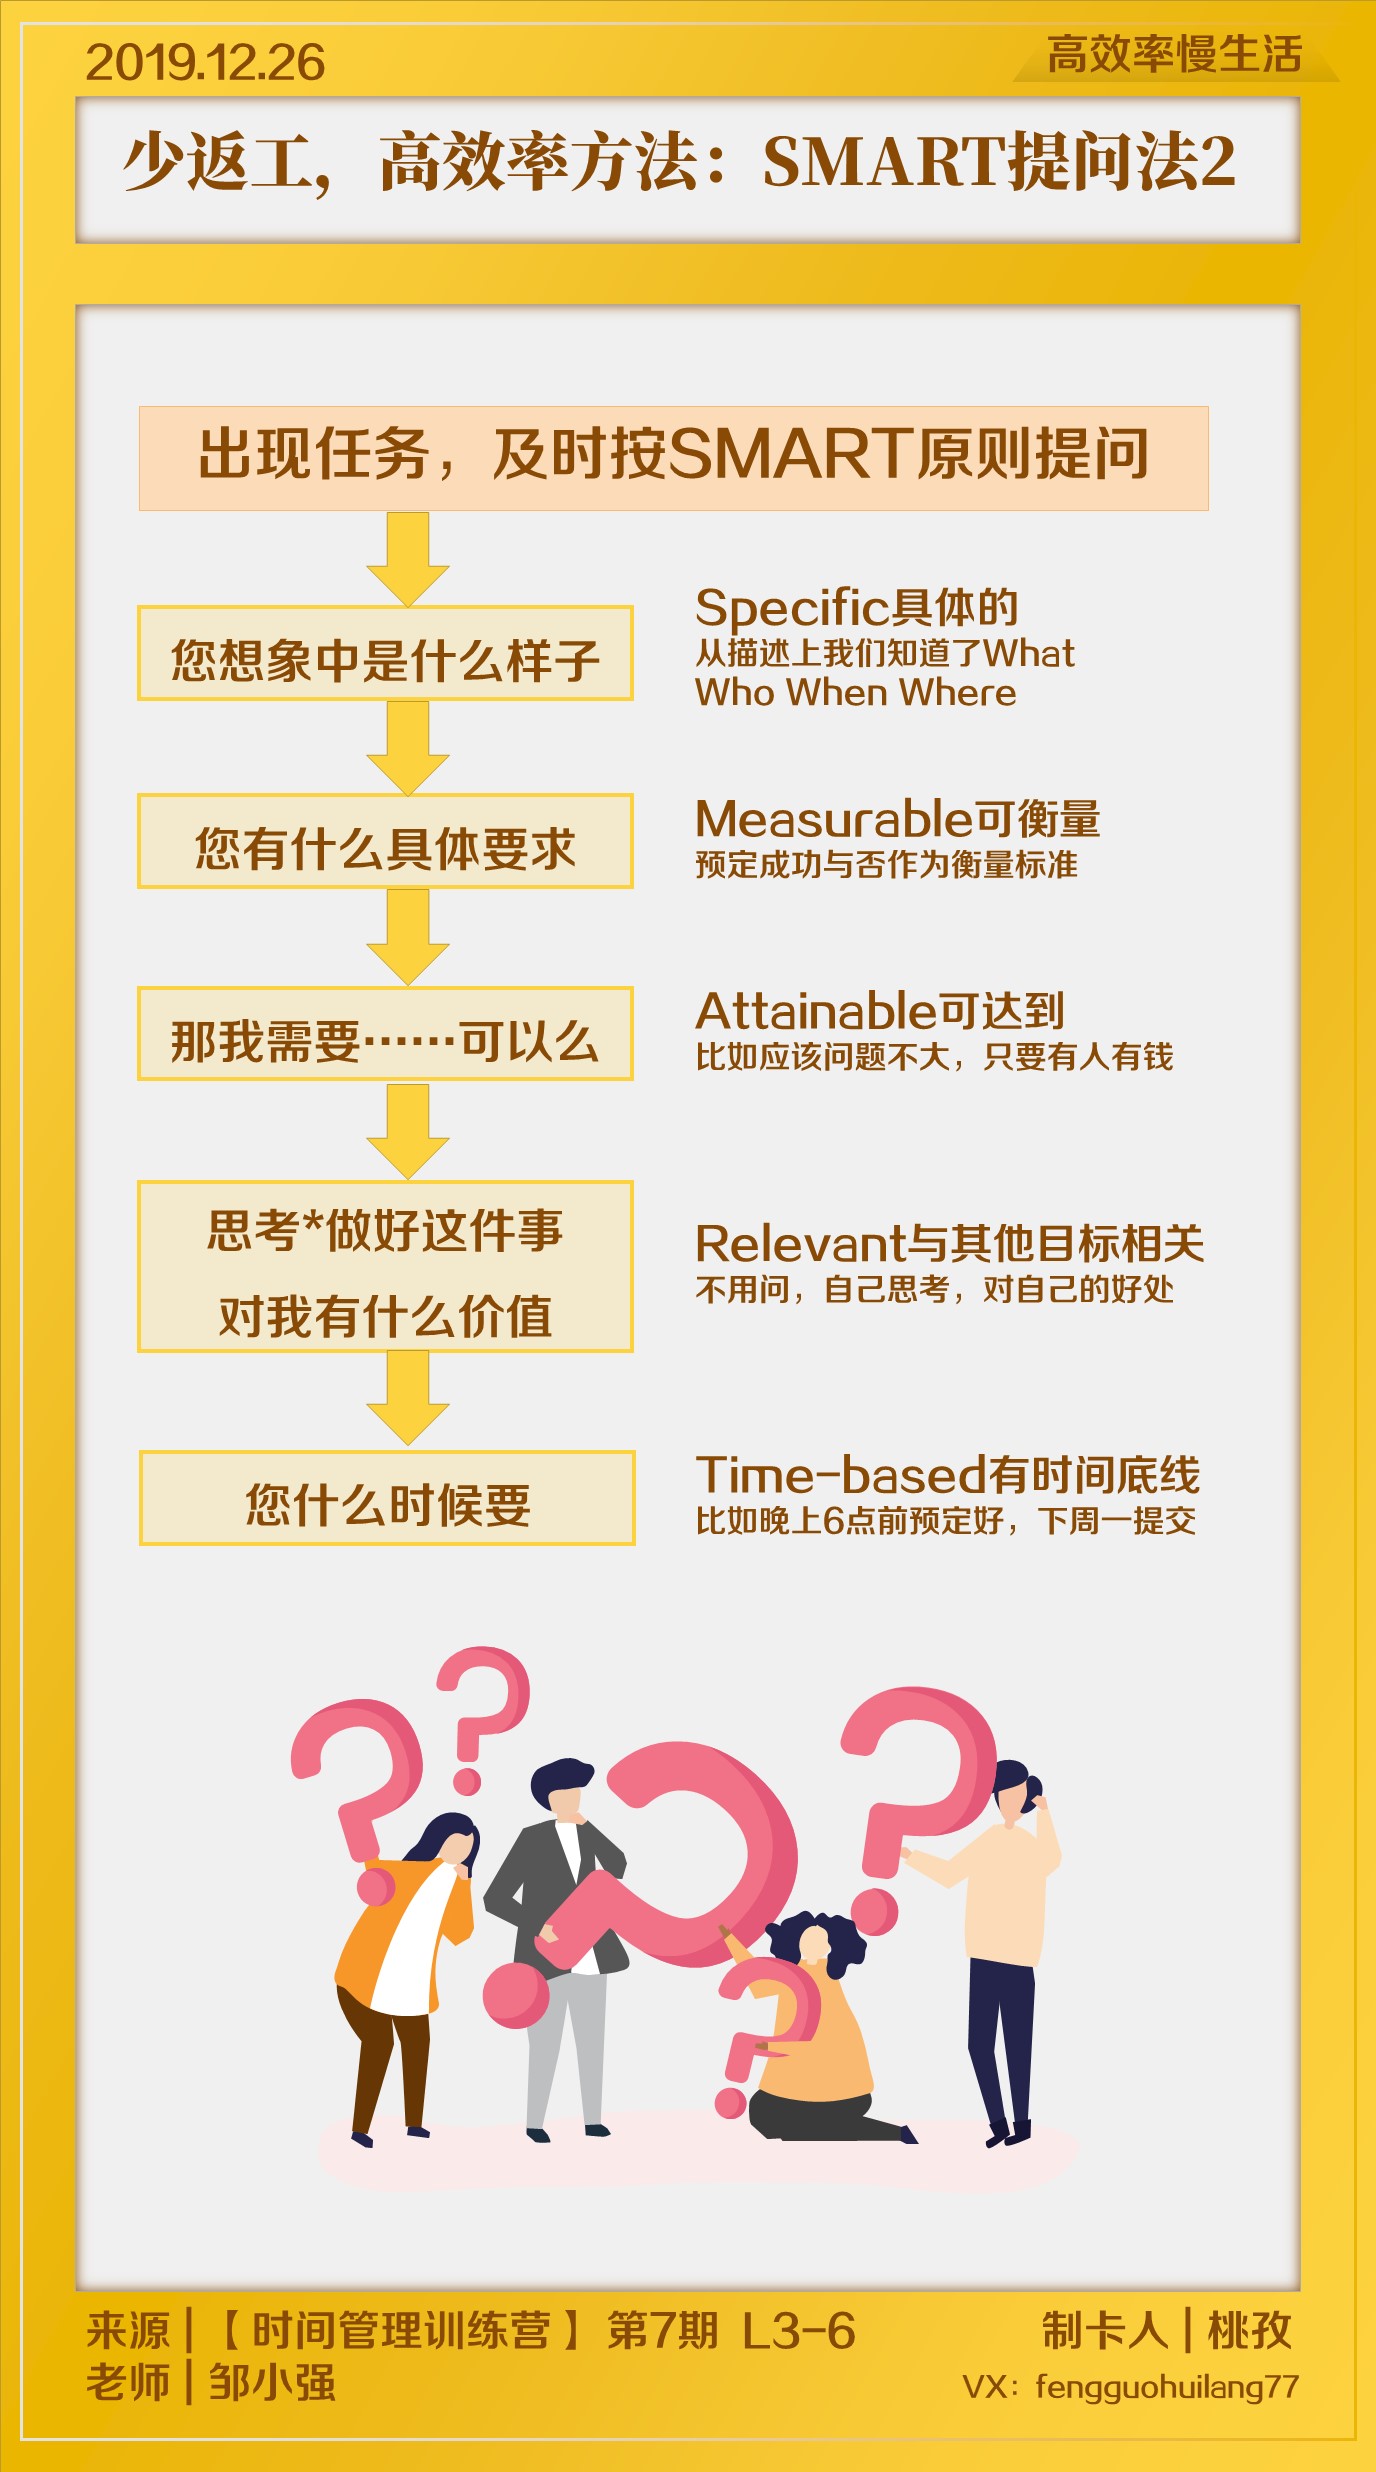 2019.12.26
高效率慢生活
少返工，高效率方法：SMART提问法2
出现任务，及时按SMART原则提问
您想象中是什么样子
Specific具体的
从描述上我们知道了What
Who When Where
您有什么具体要求
Measurable可衡量
预定成功与否作为衡量标准
那我需要······可以么
Attainable可达到
比如应该问题不大，只要有人有钱
思考*做好这件事
对我有什么价值
Relevant与其他目标相关
不用问，自己思考，对自己的好处
您什么时候要
Time-based有时间底线
比如晚上6点前预定好，下周一提交
来源｜【时间管理训练营】第7期 L3-6
老师｜邹小强
制卡人｜桃孜
VX：fengguohuilang77